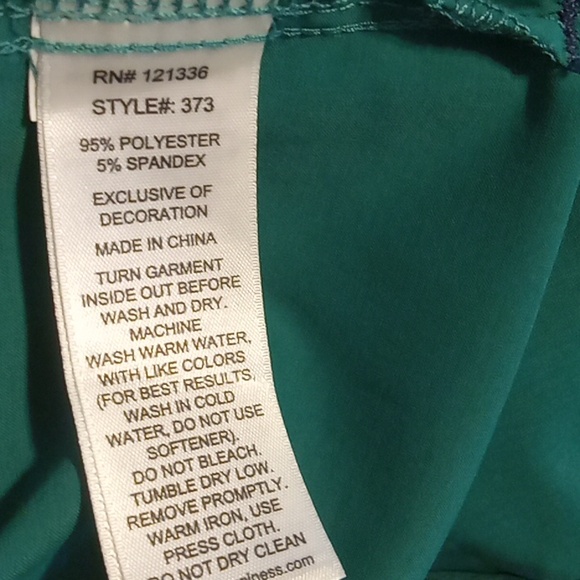 RN# 121336
STYLE#: 373
95% POLYESTER
5% SPANDEX
EXCLUSIVE OF
DECORATION
MADE IN CHINA
TURN GARMENT
INSIDE OUT BEFORE
WASH AND DRY.
MACHINE
WASH WARM WATER,
WITH LIKE COLORS
(FOR BEST RESULTS,
WASH IN COLD
WATER, DO NOT USE
SOFTENER).
DO NOT BLEACH.
TUMBLE DRY LOW.
REMOVE PROMPTLY.
WARM IRON, USE
PRESS CLOTH.
DO NOT DRY CLEAN